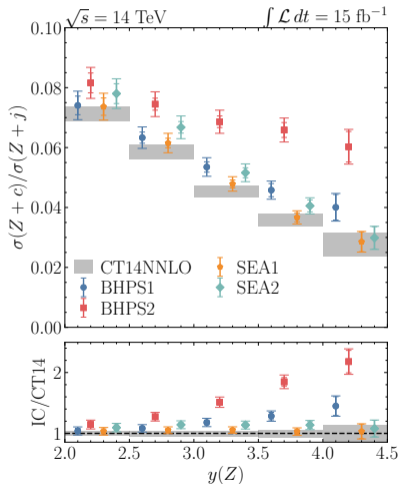 √s = 14 TeV ∫ℒ dt = 15 fb⁻¹
0.10
0.08
0.06
0.04
0.02
0.00
σ(Z + c)/σ(Z + j)
CT14NNLO SEA1
BHPS1 SEA2
BHPS2
IC/CT14
2
1
2.0 2.5 3.0 3.5 4.0 4.5
y(Z)